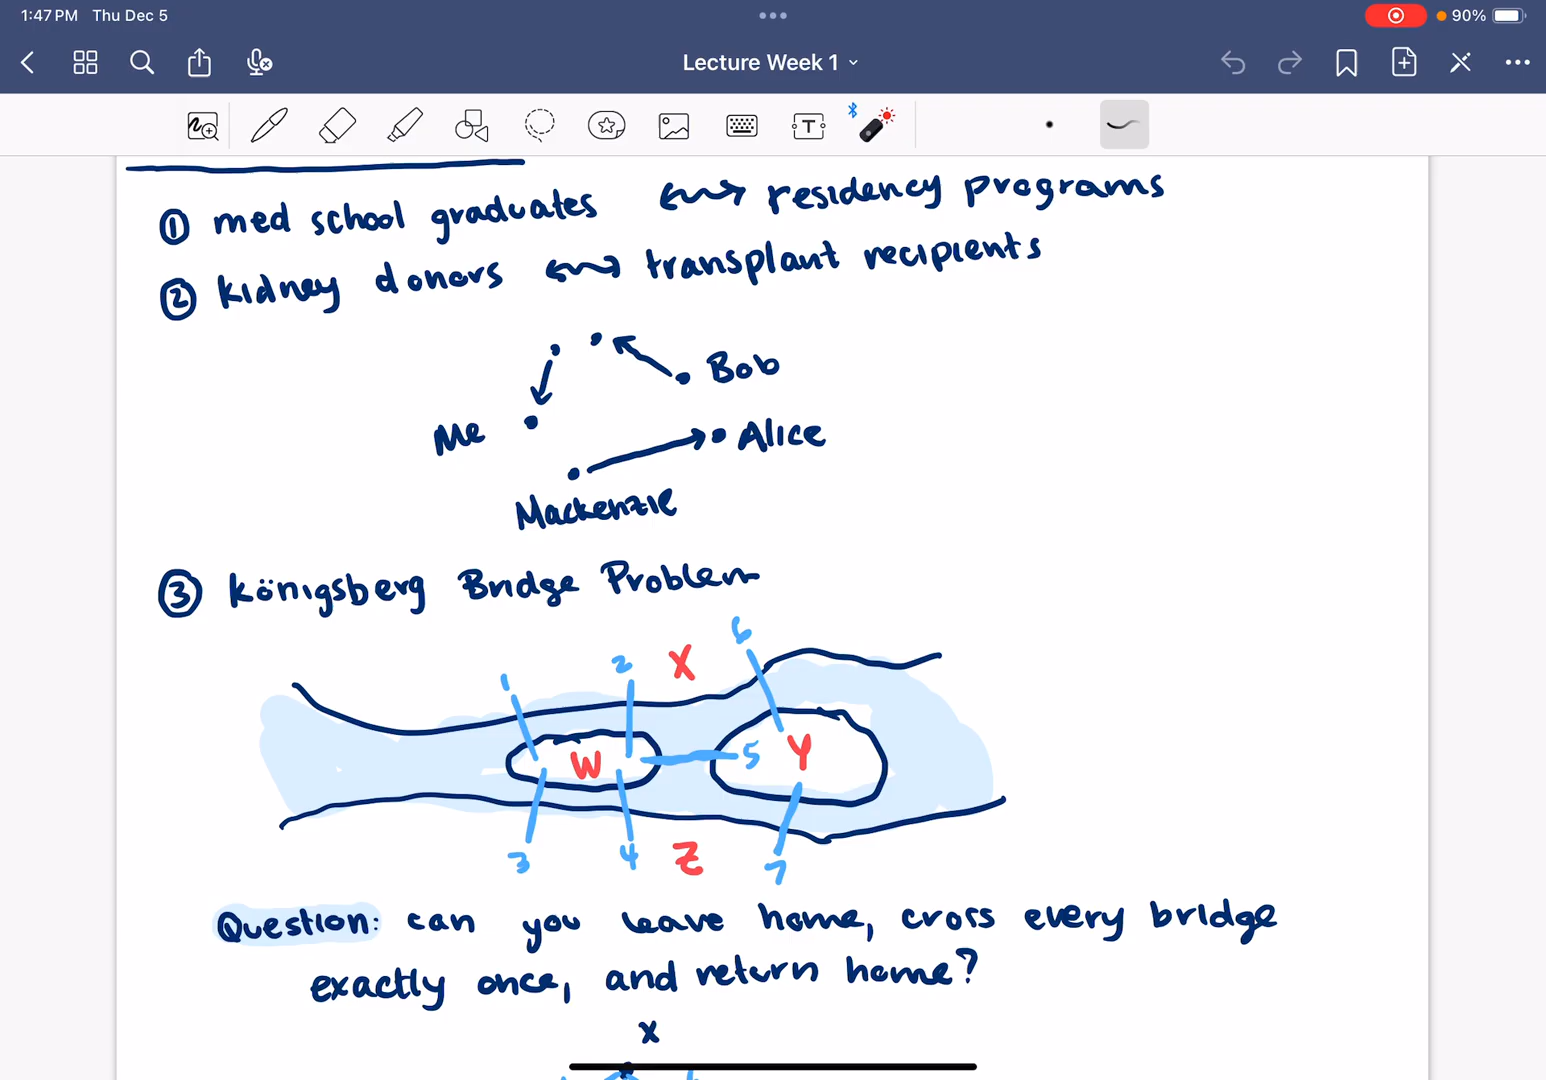 1:47 PM Thu Dec 5
90%
Lecture Week 1
T
① med school graduates ↔ residency programs
② kidney donors ↔ transplant recipients
Bob
Me
Alice
Mackenzie
③ Königsberg Bridge Problem
6
1 2 X
W 5 Y
3 4 Z 7
Question: can you leave home, cross every bridge
exactly once, and return home?
X